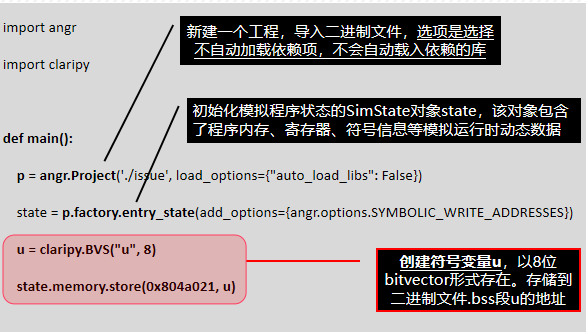 import angr
新建一个工程，导入二进制文件，选项是选择
不自动加载依赖项，不会自动载入依赖的库
import claripy
初始化模拟程序状态的SimState对象state，该对象包含
了程序内存、寄存器、符号信息等模拟运行时动态数据
def main():
p = angr.Project('./issue', load_options={"auto_load_libs": False})
state = p.factory.entry_state(add_options={angr.options.SYMBOLIC_WRITE_ADDRESSES})
u = claripy.BVS("u", 8)
state.memory.store(0x804a021, u)
创建符号变量u，以8位
bitvector形式存在。存储到
二进制文件.bss段u的地址